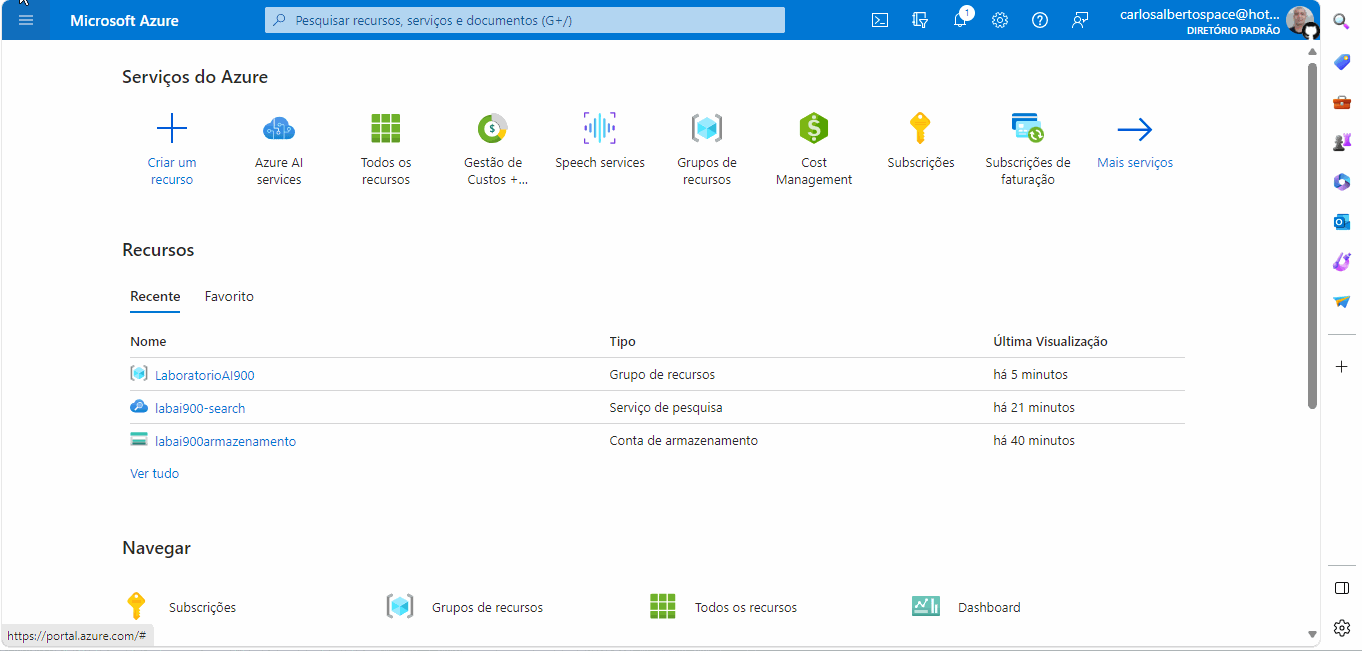 Microsoft Azure
Pesquisar recursos, serviços e documentos (G+/)
1
carlosalbertospace@hot...
DIRETÓRIO PADRÃO
Serviços do Azure
Criar um recurso
Azure AI services
Todos os recursos
Gestão de Custos +...
Speech services
Grupos de recursos
Cost Management
Subscrições
Subscrições de faturação
Mais serviços
Recursos
Recente Favorito
Nome Tipo Última Visualização
LaboratorioAI900 Grupo de recursos há 5 minutos
labai900-search Serviço de pesquisa há 21 minutos
labai900armazenamento Conta de armazenamento há 40 minutos
Ver tudo
Navegar
Subscrições Grupos de recursos Todos os recursos Dashboard
https://portal.azure.com/#